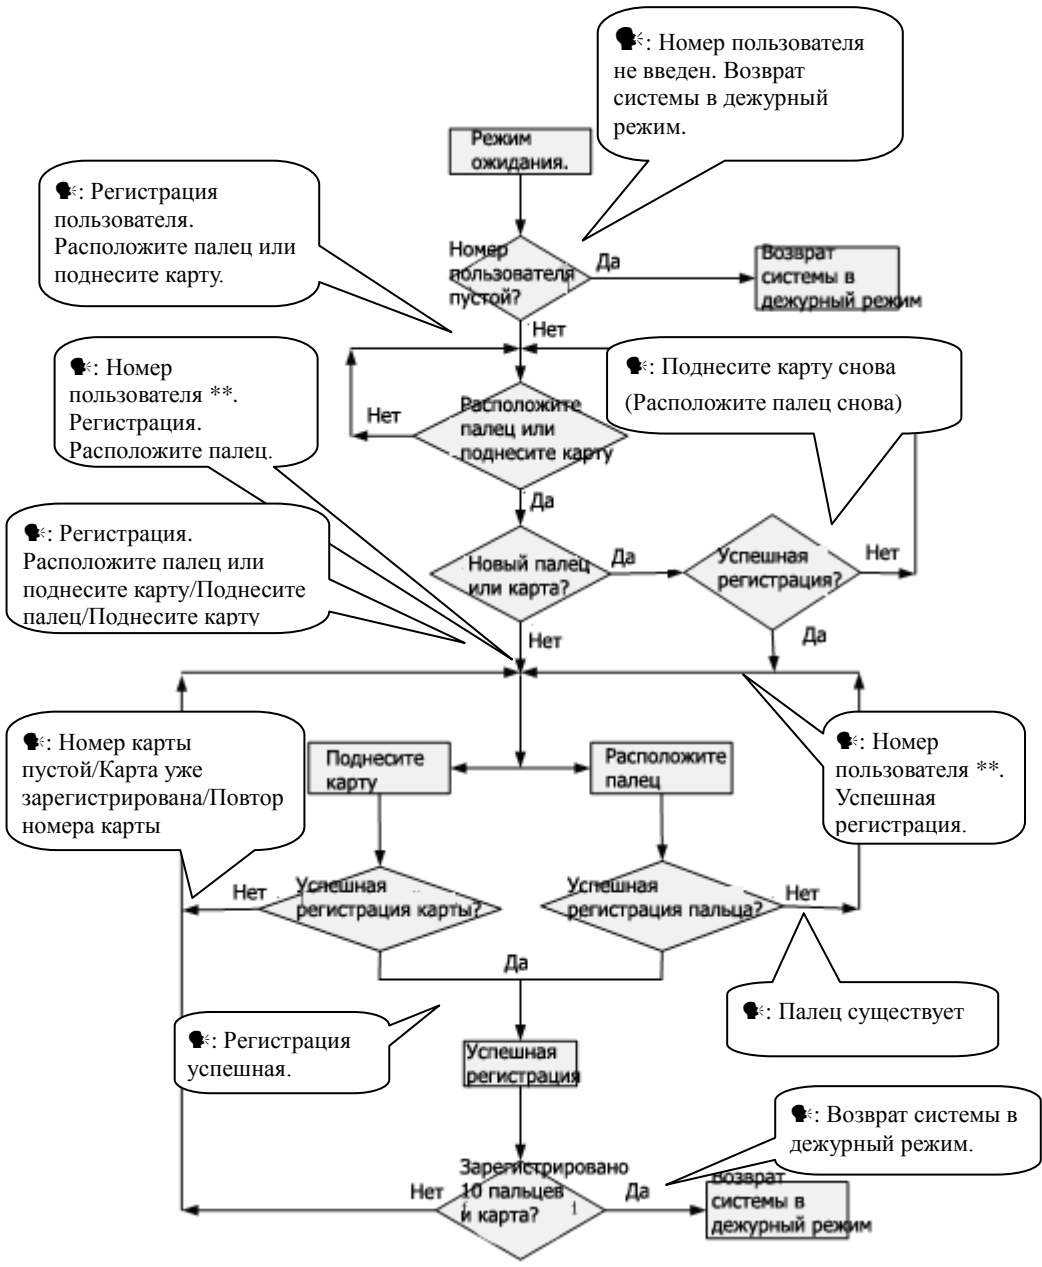 : Номер пользователя
не введен. Возврат
системы в дежурный
режим.
Режим
ожидания.
: Регистрация
пользователя.
Расположите палец или
поднесите карту.
Номер
пользователя
пустой?
Да
Возврат
системы в
дежурный режим
Нет
: Номер
пользователя **.
Регистрация.
Расположите палец.
: Поднесите карту снова
(Расположите палец снова)
Нет
Расположите
палец или
поднесите карту
Да
: Регистрация.
Расположите палец или
поднесите карту/Поднесите
палец/Поднесите карту
Новый палец
или карта?
Да
Успешная
регистрация?
Нет
Нет
Да
: Номер карты
пустой/Карта уже
зарегистрирована/Повтор
номера карты
Поднесите
карту
Расположите
палец
: Номер
пользователя **.
Успешная
регистрация.
Нет
Успешная
регистрация карты?
Успешная
регистрация пальца?
Нет
Да
: Палец существует
: Регистрация
успешная.
Успешная
регистрация
: Возврат системы в
дежурный режим.
Зарегистрировано
10 пальцев
и карта?
Нет
Да
Возврат
системы в
дежурный режим